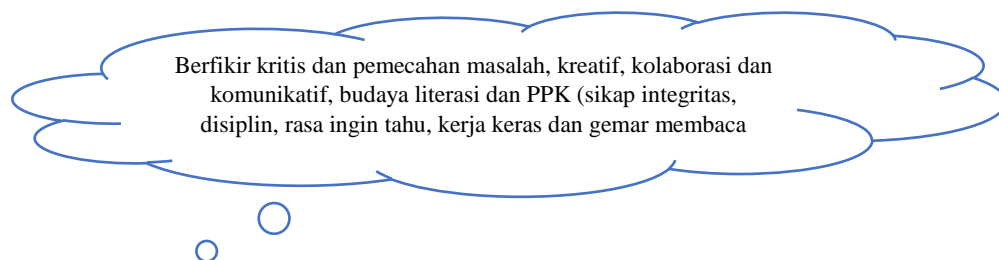 Berfikir kritis dan pemecahan masalah, kreatif, kolaborasi dan
komunikatif, budaya literasi dan PPK (sikap integritas,
disiplin, rasa ingin tahu, kerja keras dan gemar membaca